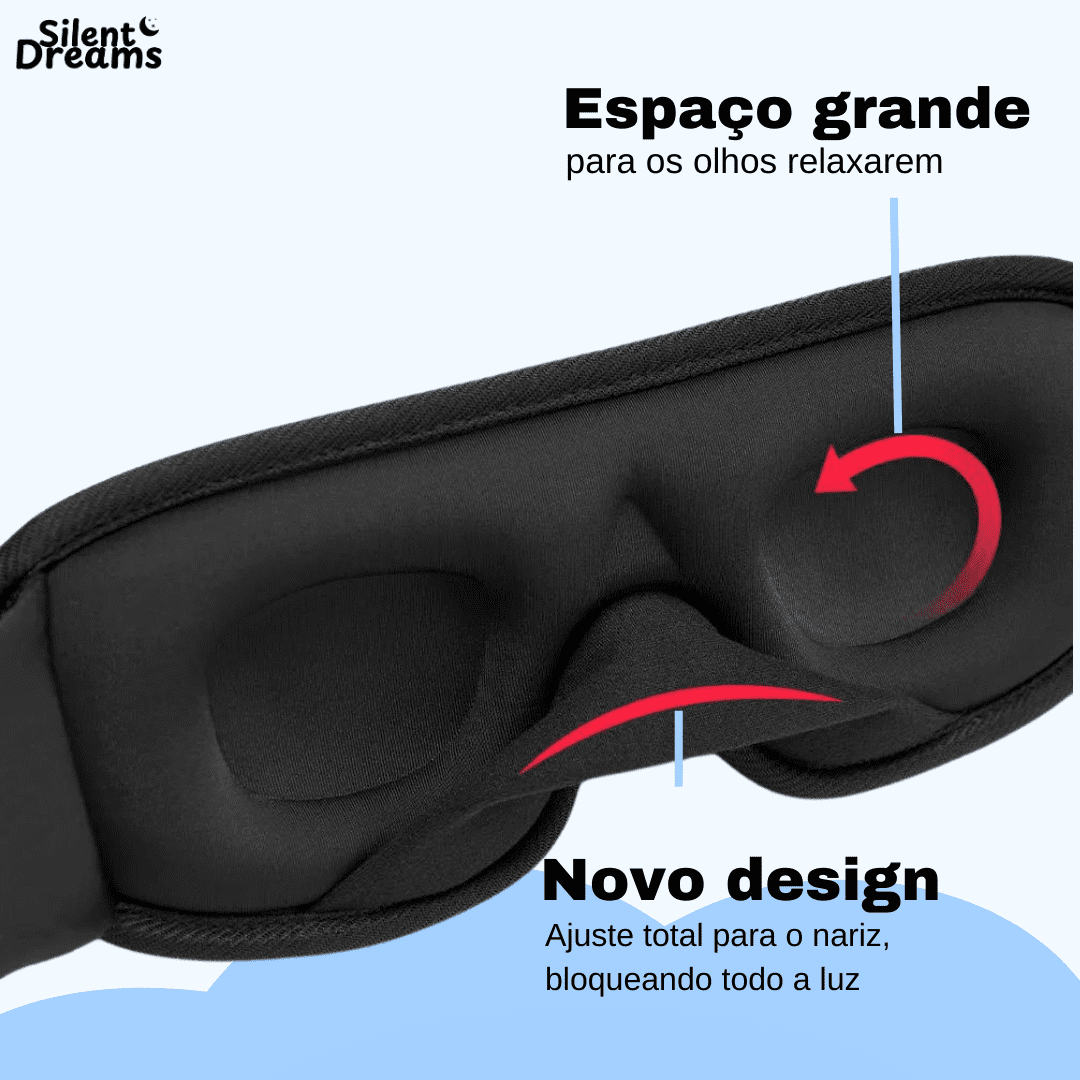 Silent
Dreams
Espaço grande
para os olhos relaxarem
Novo design
Ajuste total para o nariz,
bloqueando todo a luz